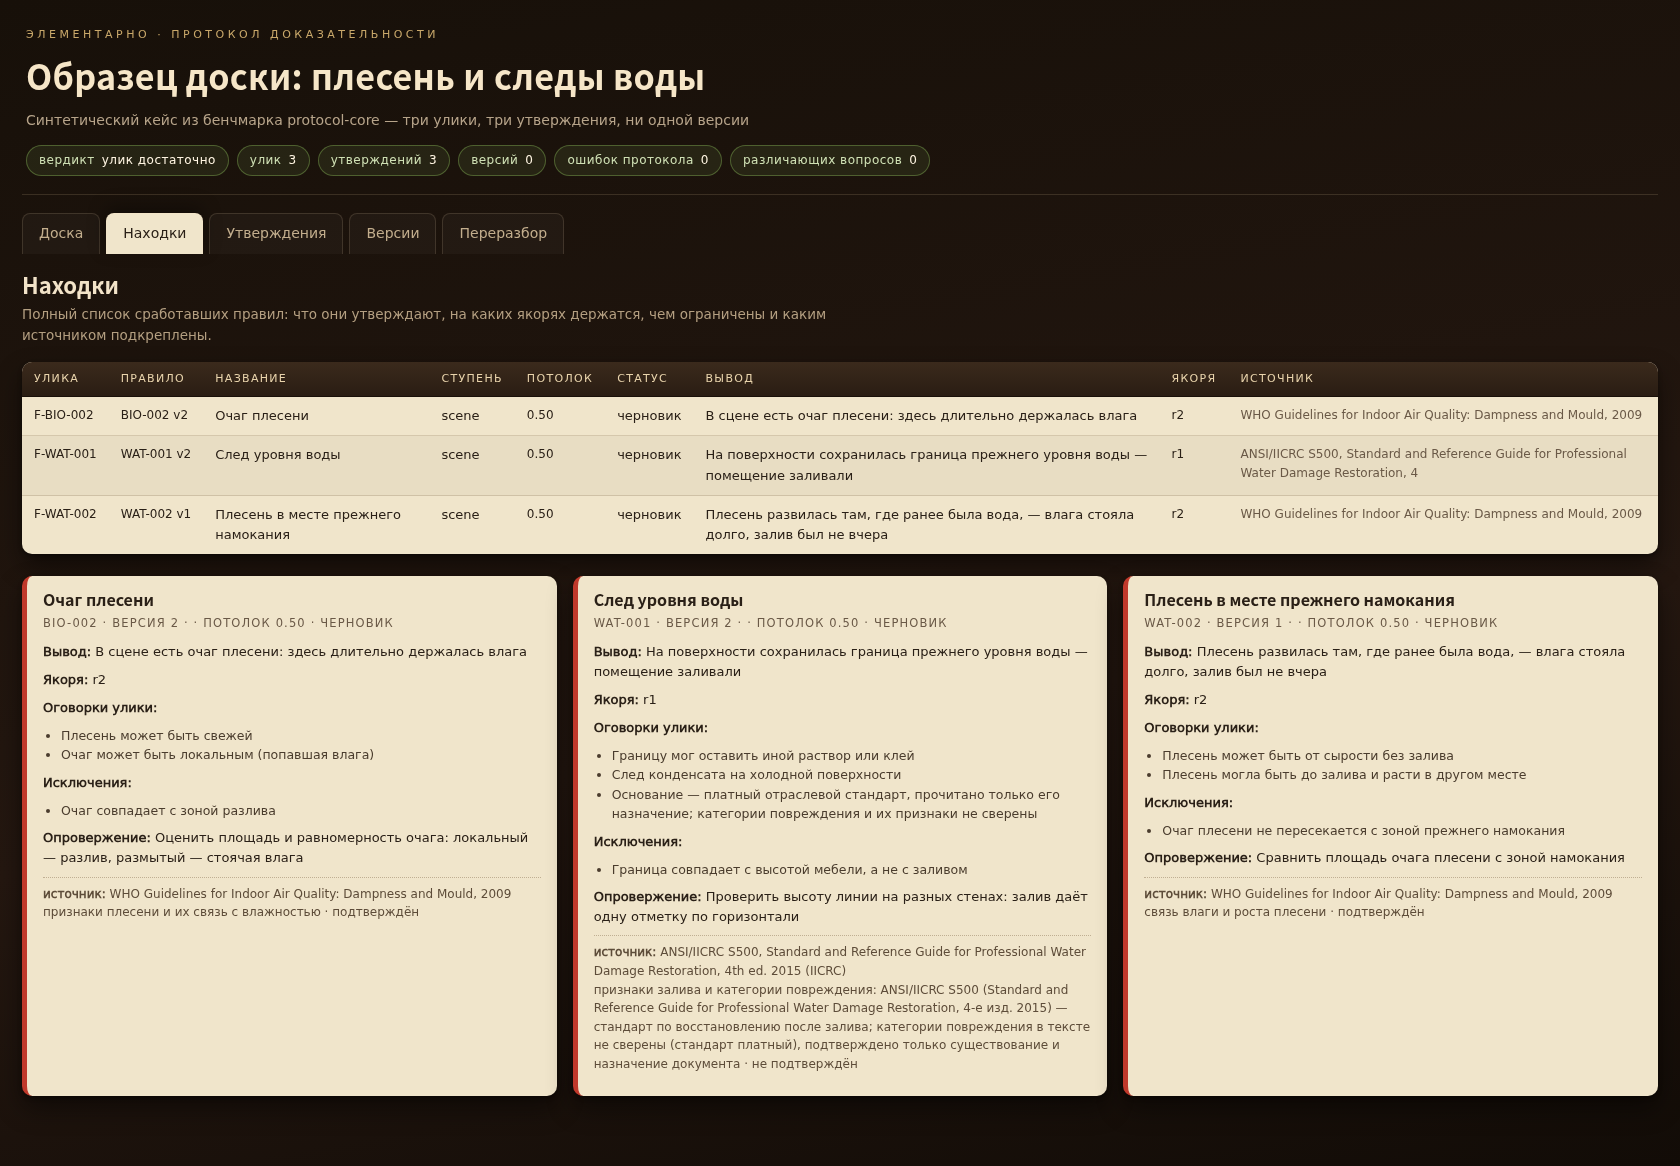 ЭЛЕМЕНТАРНО · ПРОТОКОЛ ДОКАЗАТЕЛЬНОСТИ
Образец доски: плесень и следы воды
Синтетический кейс из бенчмарка protocol-core — три улики, три утверждения, ни одной версии
вердикт улик достаточно улик 3 утверждений 3 версий 0 ошибок протокола 0 различающих вопросов 0
Доска Находки Утверждения Версии Переразбор
Находки
Полный список сработавших правил: что они утверждают, на каких якорях держатся, чем ограничены и каким
источником подкреплены.
УЛИКА ПРАВИЛО НАЗВАНИЕ СТУПЕНЬ ПОТОЛОК СТАТУС ВЫВОД ЯКОРЯ ИСТОЧНИК
F-BIO-002 BIO-002 v2 Очаг плесени scene 0.50 черновик В сцене есть очаг плесени: здесь длительно держалась влага r2 WHO Guidelines for Indoor Air Quality: Dampness and Mould, 2009
F-WAT-001 WAT-001 v2 След уровня воды scene 0.50 черновик На поверхности сохранилась граница прежнего уровня воды — r1 ANSI/IICRC S500, Standard and Reference Guide for Professional
помещение заливали Water Damage Restoration, 4
F-WAT-002 WAT-002 v1 Плесень в месте прежнего scene 0.50 черновик Плесень развилась там, где ранее была вода, — влага стояла r2 WHO Guidelines for Indoor Air Quality: Dampness and Mould, 2009
намокания долго, залив был не вчера
Очаг плесени
BIO-002 · ВЕРСИЯ 2 · · ПОТОЛОК 0.50 · ЧЕРНОВИК
Вывод: В сцене есть очаг плесени: здесь длительно держалась влага
Якоря: r2
Оговорки улики:
• Плесень может быть свежей
• Очаг может быть локальным (попавшая влага)
Исключения:
• Очаг совпадает с зоной разлива
Опровержение: Оценить площадь и равномерность очага: локальный
— разлив, размытый — стоячая влага
источник: WHO Guidelines for Indoor Air Quality: Dampness and Mould, 2009
признаки плесени и их связь с влажностью · подтверждён
След уровня воды
WAT-001 · ВЕРСИЯ 2 · · ПОТОЛОК 0.50 · ЧЕРНОВИК
Вывод: На поверхности сохранилась граница прежнего уровня воды —
помещение заливали
Якоря: r1
Оговорки улики:
• Границу мог оставить иной раствор или клей
• След конденсата на холодной поверхности
• Основание — платный отраслевой стандарт, прочитано только его
назначение; категории повреждения и их признаки не сверены
Исключения:
• Граница совпадает с высотой мебели, а не с заливом
Опровержение: Проверить высоту линии на разных стенах: залив даёт
одну отметку по горизонтали
источник: ANSI/IICRC S500, Standard and Reference Guide for Professional Water
Damage Restoration, 4th ed. 2015 (IICRC)
признаки залива и категории повреждения: ANSI/IICRC S500 (Standard and
Reference Guide for Professional Water Damage Restoration, 4-е изд. 2015) —
стандарт по восстановлению после залива; категории повреждения в тексте
не сверены (стандарт платный), подтверждено только существование и
назначение документа · не подтверждён
Плесень в месте прежнего намокания
WAT-002 · ВЕРСИЯ 1 · · ПОТОЛОК 0.50 · ЧЕРНОВИК
Вывод: Плесень развилась там, где ранее была вода, — влага стояла
долго, залив был не вчера
Якоря: r2
Оговорки улики:
• Плесень может быть от сырости без залива
• Плесень могла быть до залива и расти в другом месте
Исключения:
• Очаг плесени не пересекается с зоной прежнего намокания
Опровержение: Сравнить площадь очага плесени с зоной намокания
источник: WHO Guidelines for Indoor Air Quality: Dampness and Mould, 2009
связь влаги и роста плесени · подтверждён